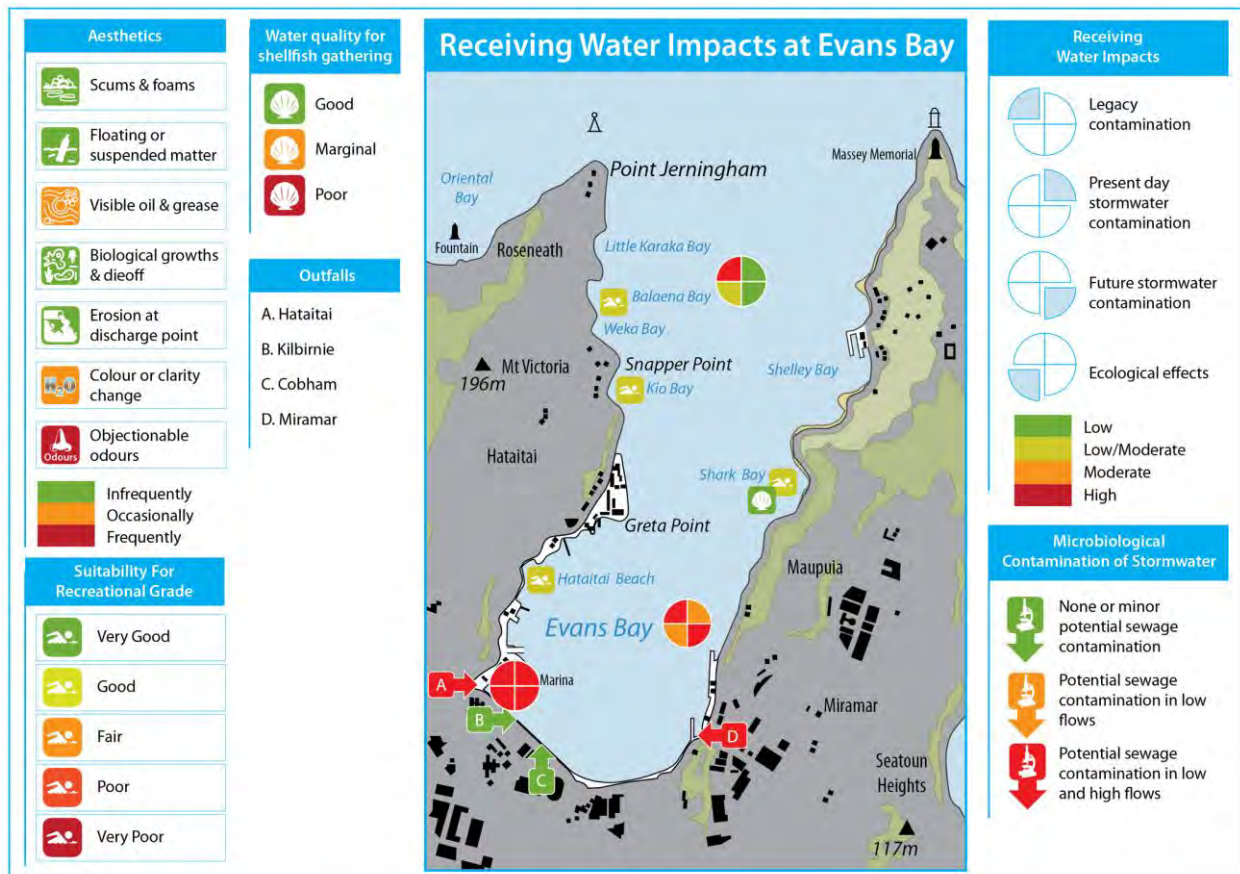 Aesthetics
Scums & foams
Floating or
suspended matter
Visible oil & grease
Biological growths
& dieoff
Erosion at
discharge point
H2O
Colour or clarity
change
Odours
Objectionable
odours
Infrequently
Occasionally
Frequently
Suitability For
Recreational Grade
Very Good
Good
Fair
Poor
Very Poor
Water quality for
shellfish gathering
Good
Marginal
Poor
Outfalls
A. Hataitai
B. Kilbirnie
C. Cobham
D. Miramar
Receiving Water Impacts at Evans Bay
Massey Memorial
Point Jerningham
Oriental
Bay
Fountain
Roseneath
Little Karaka Bay
Balaena Bay
Weka Bay
Snapper Point
Mt Victoria
196m
Kio Bay
Shelley Bay
Hataitai
Shark Bay
Greta Point
Maupuia
Hataitai Beach
Evans Bay
A
Marina
B
Miramar
D
C
Seatoun
Heights
117m
Receiving
Water Impacts
Legacy
contamination
Present day
stormwater
contamination
Future stormwater
contamination
Ecological effects
Low
Low/Moderate
Moderate
High
Microbiological
Contamination of Stormwater
None or minor
potential sewage
contamination
Potential sewage
contamination in low
flows
Potential sewage
contamination in low
and high flows